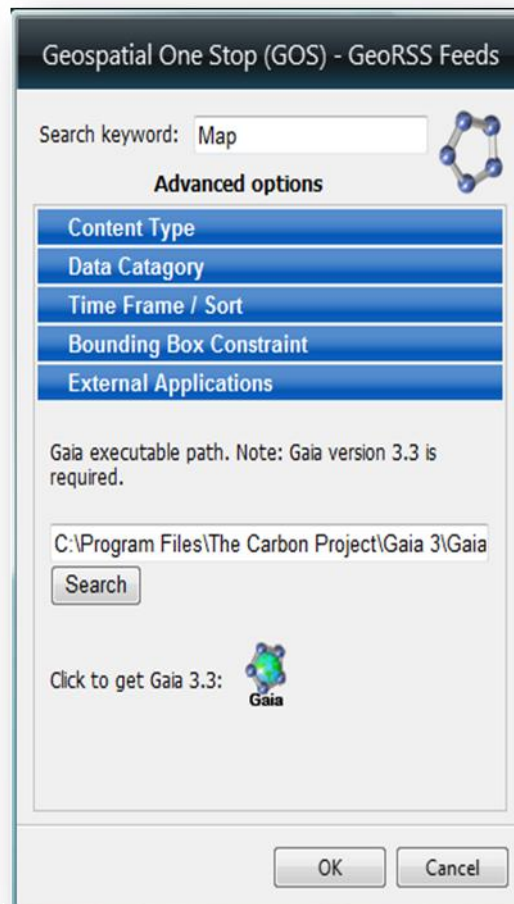 Geospatial One Stop (GOS) - GeoRSS Feeds
Search keyword: Map
Advanced options
Content Type
Data Catagory
Time Frame / Sort
Bounding Box Constraint
External Applications
Gaia executable path. Note: Gaia version 3.3 is
required.
C:\Program Files\The Carbon Project\Gaia 3\Gaia
Search
Click to get Gaia 3.3:
Gaia
OK Cancel